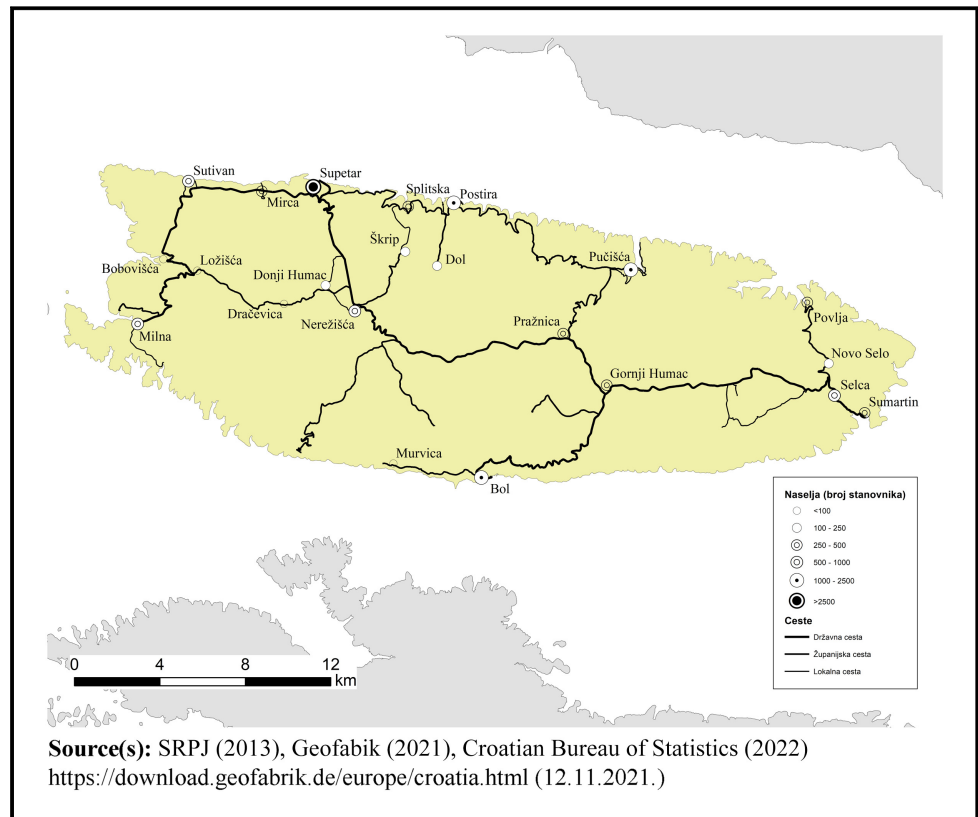 Sutivan
Supetar
Mirca
Splitska
Postira
Škrip
Dol
Pučišća
Bobovišća
Ložišća
Donji Humac
Dračevica
Nerežišća
Milna
Pražnica
Povlja
Novo Selo
Gornji Humac
Selca
Sumartin
Murvica
Bol
Naselja (broj stanovnika)
<100
100 - 250
250 - 500
500 - 1000
1000 - 2500
>2500
Ceste
Državna cesta
Županijska cesta
Lokalna cesta
0 4 8 12
km
Source(s): SRPJ (2013), Geofabik (2021), Croatian Bureau of Statistics (2022)
https://download.geofabrik.de/europe/croatia.html (12.11.2021.)